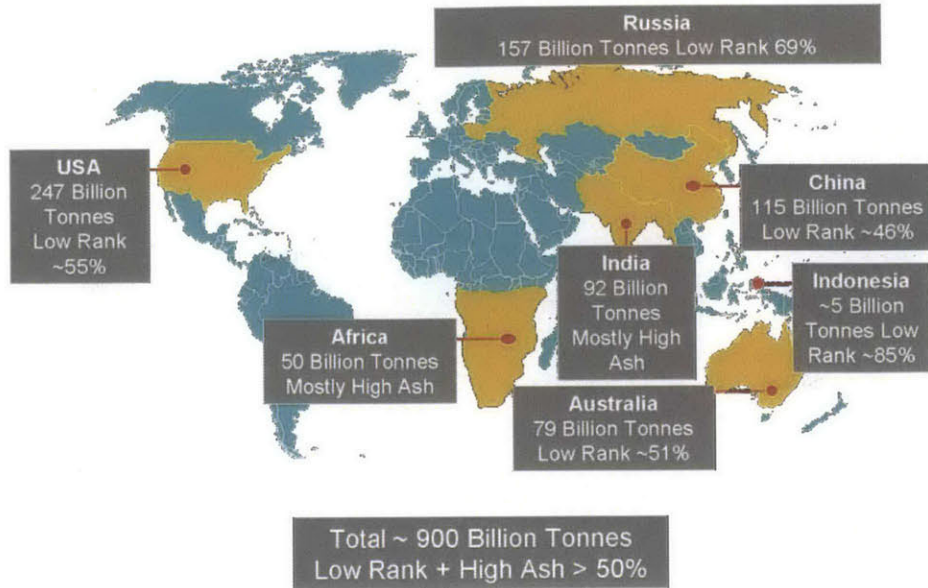 Russia
157 Billion Tonnes Low Rank 69%
USA
247 Billion
Tonnes
Low Rank
~55%
China
115 Billion Tonnes
Low Rank ~46%
India
92 Billion
Tonnes
Mostly High
Ash
Indonesia
~5 Billion
Tonnes Low
Rank ~85%
Africa
50 Billion Tonnes
Mostly High Ash
Australia
79 Billion Tonnes
Low Rank ~51%
Total ~ 900 Billion Tonnes
Low Rank + High Ash > 50%